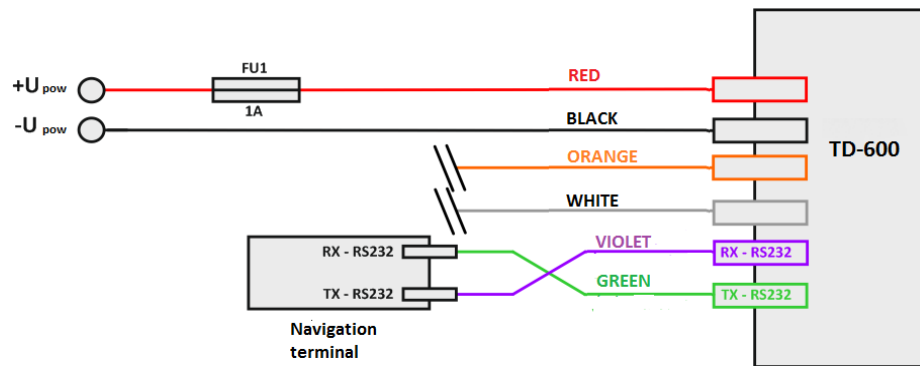 FU1
+U pow
1A
RED
-U pow
BLACK
TD-600
ORANGE
WHITE
RX - RS232
VIOLET
RX - RS232
TX - RS232
GREEN
TX - RS232
Navigation
terminal